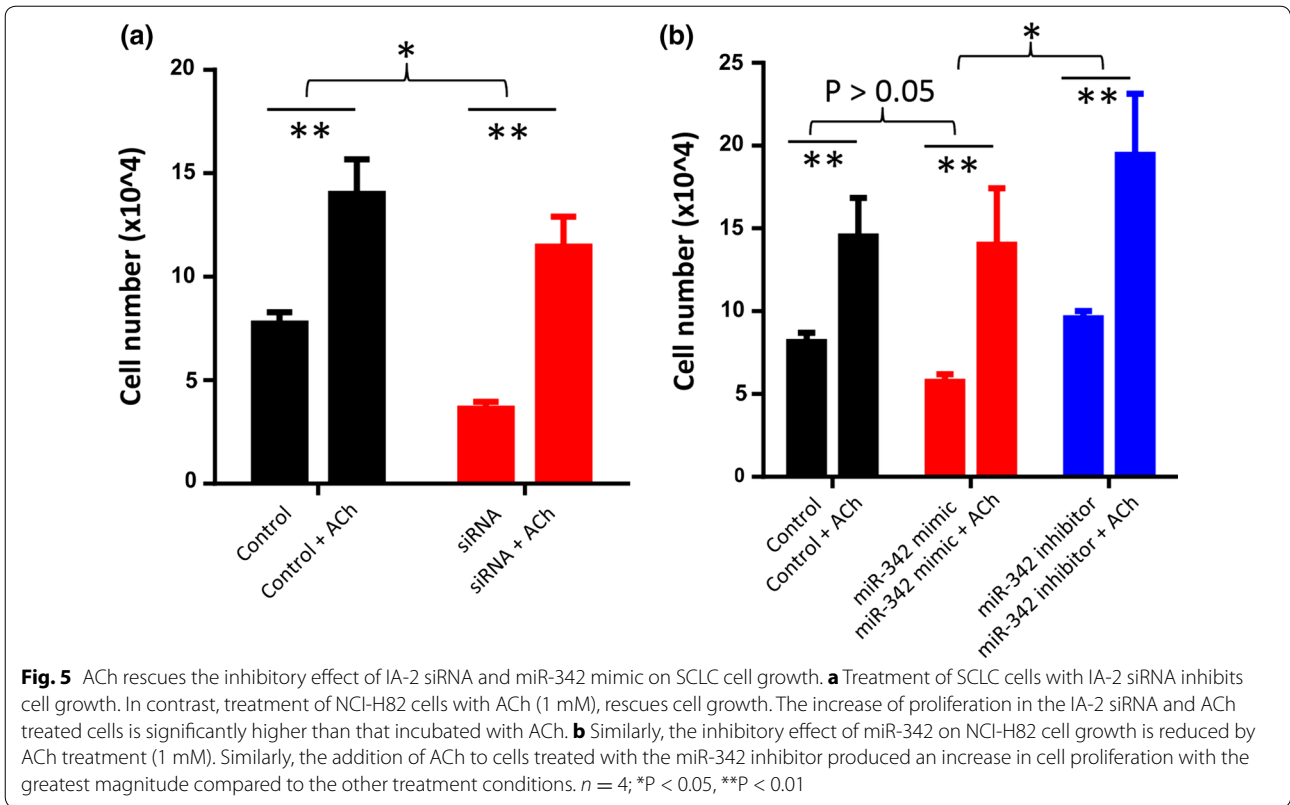 (a)
*
**
**
20
15
10
5
0
Cell number (x10^4)
Control
Control + ACh
siRNA
siRNA + ACh
(b)
*
P > 0.05
**
**
**
25
20
15
10
5
0
Cell number (x10^4)
Control
Control + ACh
miR-342 mimic
miR-342 mimic + ACh
miR-342 inhibitor
miR-342 inhibitor + ACh
Fig. 5 ACh rescues the inhibitory effect of IA-2 siRNA and miR-342 mimic on SCLC cell growth. a Treatment of SCLC cells with IA-2 siRNA inhibits
cell growth. In contrast, treatment of NCI-H82 cells with ACh (1 mM), rescues cell growth. The increase of proliferation in the IA-2 siRNA and ACh
treated cells is significantly higher than that incubated with ACh. b Similarly, the inhibitory effect of miR-342 on NCI-H82 cell growth is reduced by
ACh treatment (1 mM). Similarly, the addition of ACh to cells treated with the miR-342 inhibitor produced an increase in cell proliferation with the
greatest magnitude compared to the other treatment conditions. n = 4; *P < 0.05, **P < 0.01